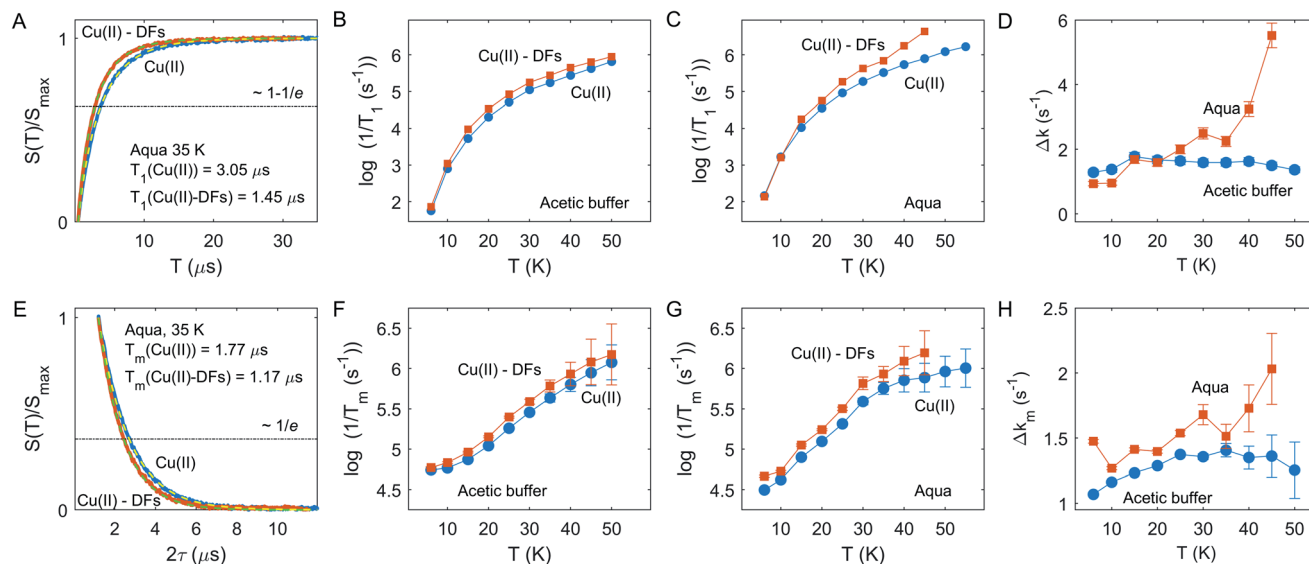 A
1
0
S(T)/Smax
Cu(II) - DFs
Cu(II)
~ 1-1/e
Aqua 35 K
T1(Cu(II)) = 3.05 μs
T1(Cu(II)-DFs) = 1.45 μs
10
20
30
T (μs)
B
6
5
4
3
2
log (1/T1 (s-1))
Cu(II) - DFs
Cu(II)
Acetic buffer
10
20
30
40
50
T (K)
C
6
5
4
3
2
log (1/T1 (s-1))
Cu(II) - DFs
Cu(II)
Aqua
10
20
30
40
50
T (K)
D
6
4
2
0
Δk (s-1)
Aqua
Acetic buffer
10
20
30
40
50
T (K)
E
1
0
S(T)/Smax
Aqua, 35 K
Tm(Cu(II)) = 1.77 μs
Tm(Cu(II)-DFs) = 1.17 μs
~ 1/e
Cu(II)
Cu(II) - DFs
2
4
6
8
10
2τ (μs)
F
6.5
6
5.5
5
4.5
log (1/Tm (s-1))
Cu(II) - DFs
Cu(II)
Acetic buffer
10
20
30
40
50
T (K)
G
6.5
6
5.5
5
4.5
log (1/Tm (s-1))
Cu(II) - DFs
Cu(II)
Aqua
10
20
30
40
50
T (K)
H
2.5
2
1.5
1
Δkm (s-1)
Aqua
Acetic buffer
10
20
30
40
50
T (K)